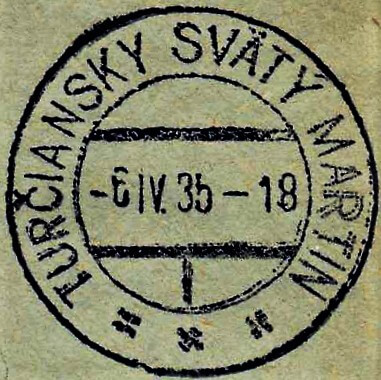 TURČIANSKY SVÄTÝ MARTIN
-6 IV. 35 - 18
* * *